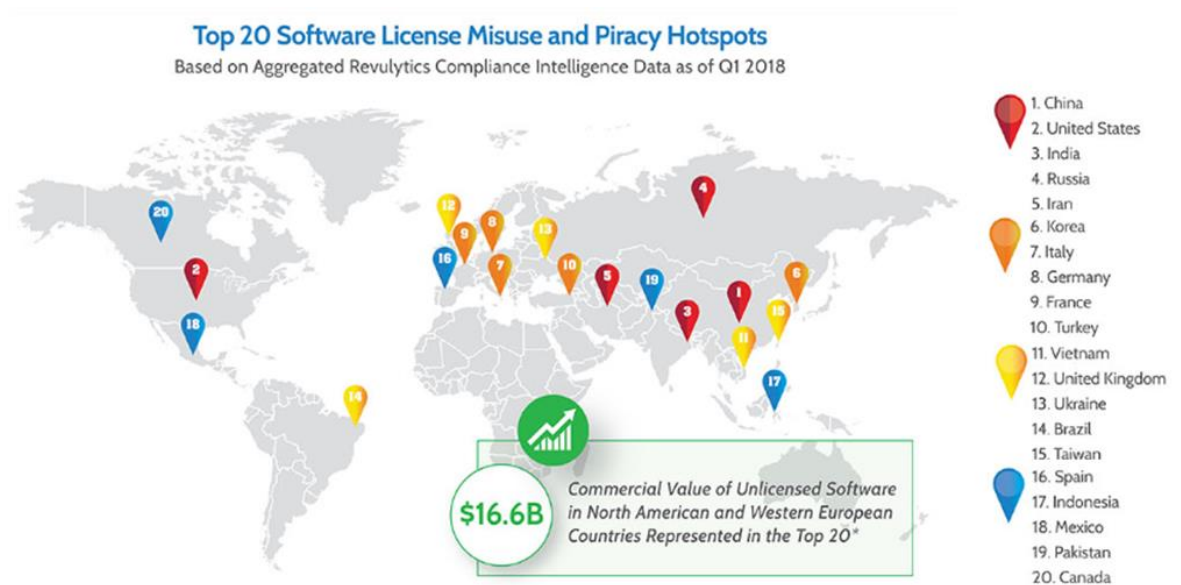 Top 20 Software License Misuse and Piracy Hotspots
Based on Aggregated Revulytics Compliance Intelligence Data as of Q1 2018
20
2
18
14
12
9
8
16
7
13
10
4
5
19
3
1
6
15
11
17
$16.6B
Commercial Value of Unlicensed Software
in North American and Western European
Countries Represented in the Top 20*
1. China
2. United States
3. India
4. Russia
5. Iran
6. Korea
7. Italy
8. Germany
9. France
10. Turkey
11. Vietnam
12. United Kingdom
13. Ukraine
14. Brazil
15. Taiwan
16. Spain
17. Indonesia
18. Mexico
19. Pakistan
20. Canada